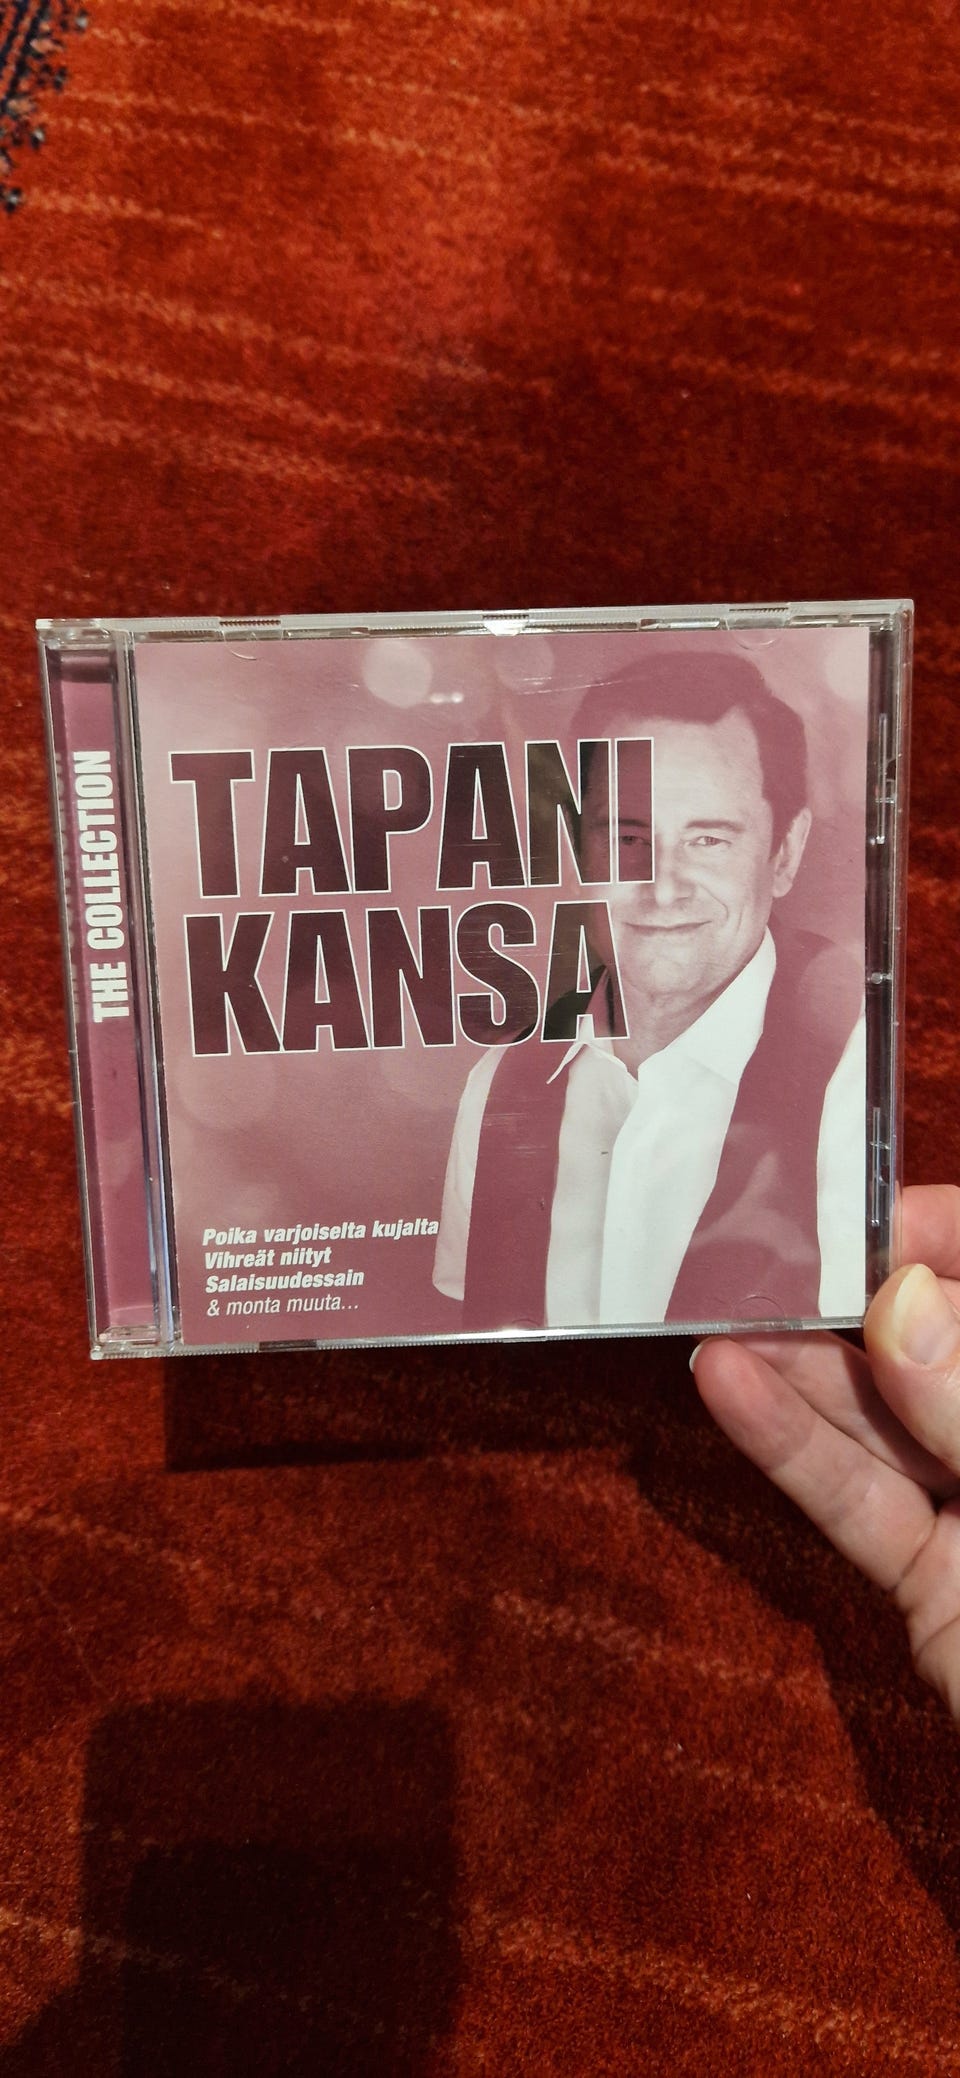 THE COLLECTION
TAPANI
KANSA
Poika varjoiselta kujalta
Vihreät niityt
Salaisuudessain
& monta muuta...